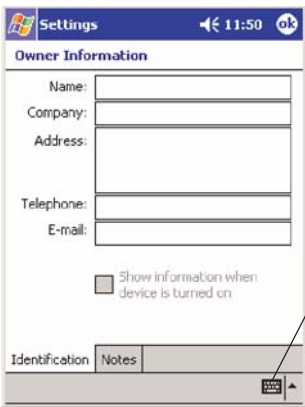 Settings 11:50 ok
Owner Information
Name:
Company:
Address:
Telephone:
E-mail:
Show information when
device is turned on
Identification Notes